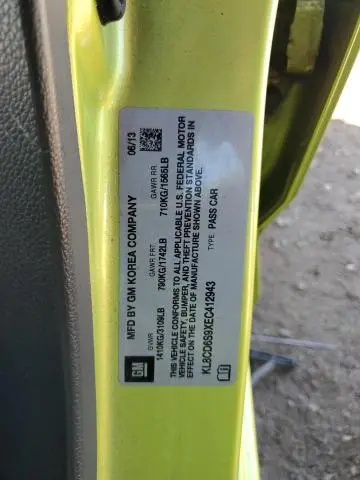 MFD BY GM KOREA COMPANY 06/13
GVWR GAWR FRT GAWR RR
1410KG/3109LB 790KG/1742LB 710KG/1565LB
THIS VEHICLE CONFORMS TO ALL APPLICABLE U.S. FEDERAL MOTOR
VEHICLE SAFETY, BUMPER, AND THEFT PREVENTION STANDARDS IN
EFFECT ON THE DATE OF MANUFACTURE SHOWN ABOVE.
KL8CD6S9XEC412943 TYPE: PASS CAR
GM